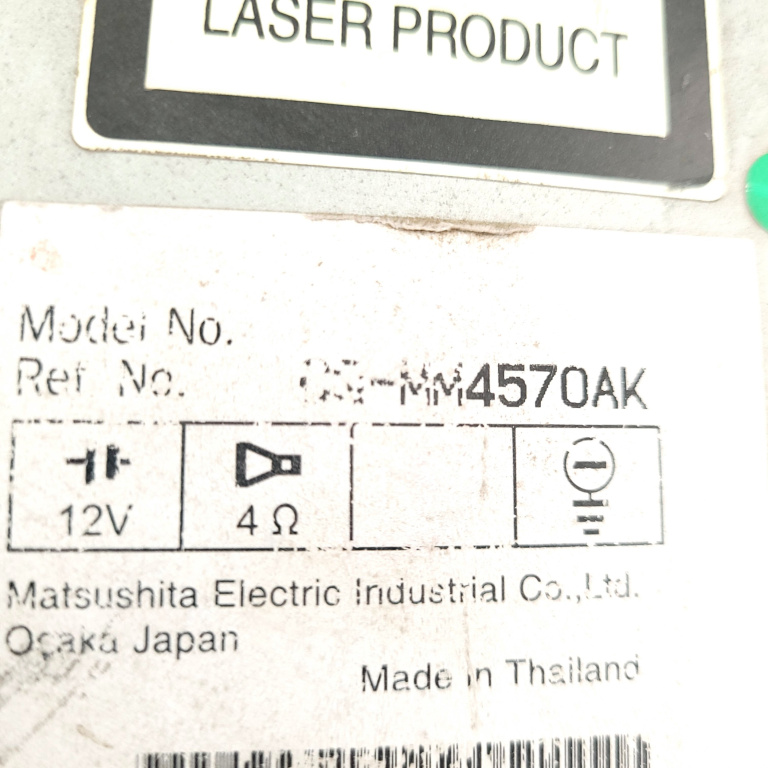 LASER PRODUCT
Model No.
Ref. No. CQ-MM4570AK
12V
4 Ω
Matsushita Electric Industrial Co.,Ltd.
Osaka Japan
Made in Thailand